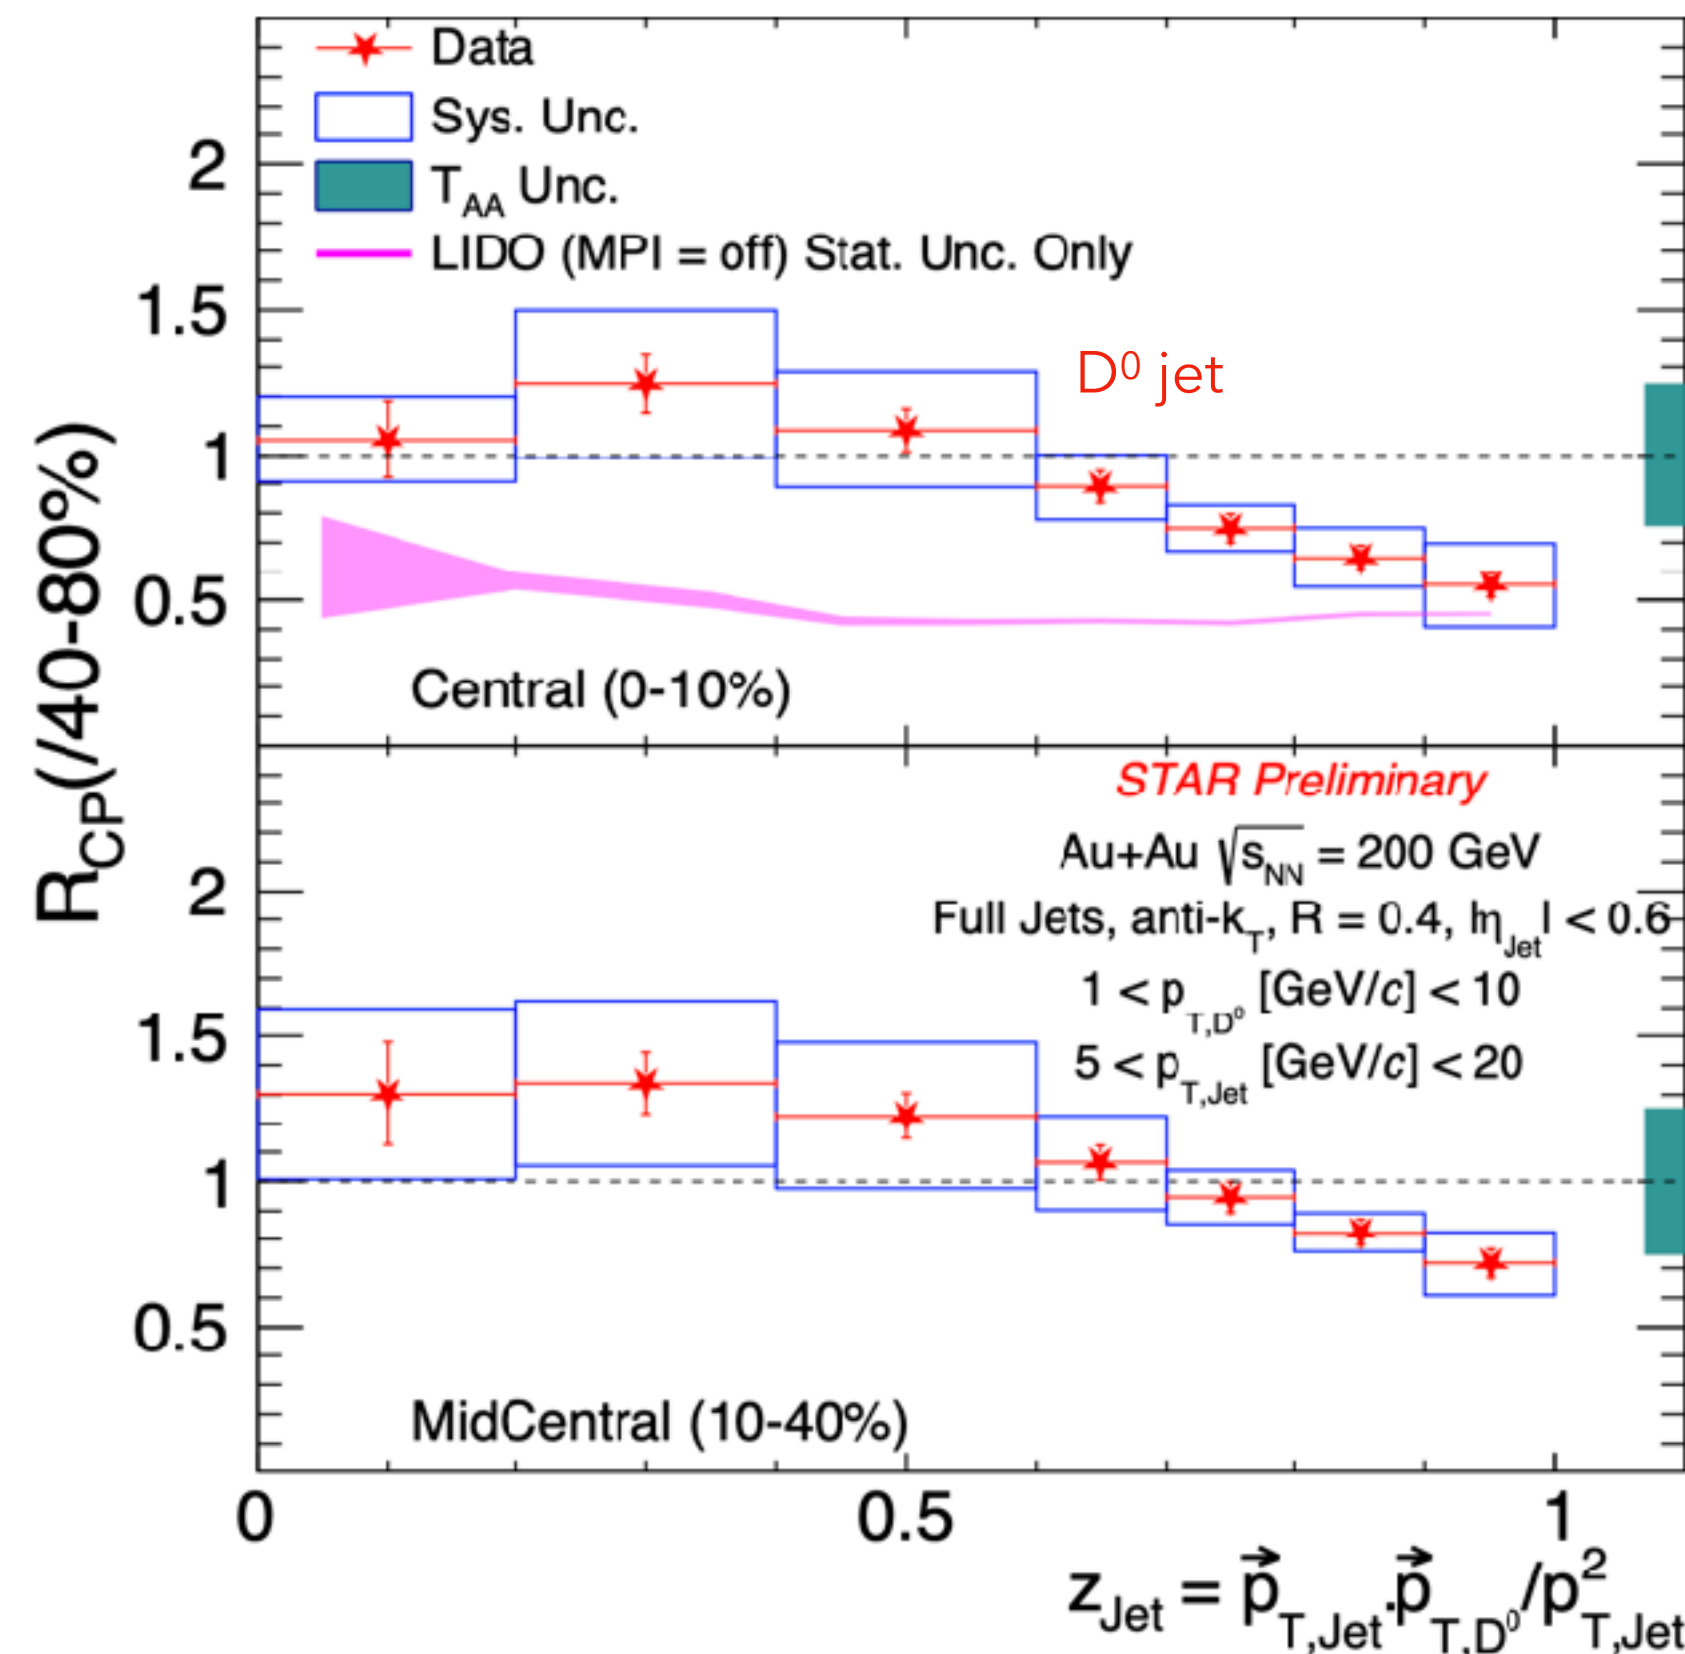 Data
Sys. Unc.
T_AA Unc.
LIDO (MPI = off) Stat. Unc. Only
2
1.5
1
0.5
D⁰ jet
Central (0-10%)
R_CP(/40-80%)
STAR Preliminary
Au+Au √s_NN = 200 GeV
Full Jets, anti-k_T, R = 0.4, |η_Jet| < 0.6
1 < p_T,D⁰ [GeV/c] < 10
5 < p_T,Jet [GeV/c] < 20
2
1.5
1
0.5
MidCentral (10-40%)
0 0.5 1
z_Jet = p⃗_T,Jet.p⃗_T,D⁰/p²_T,Jet